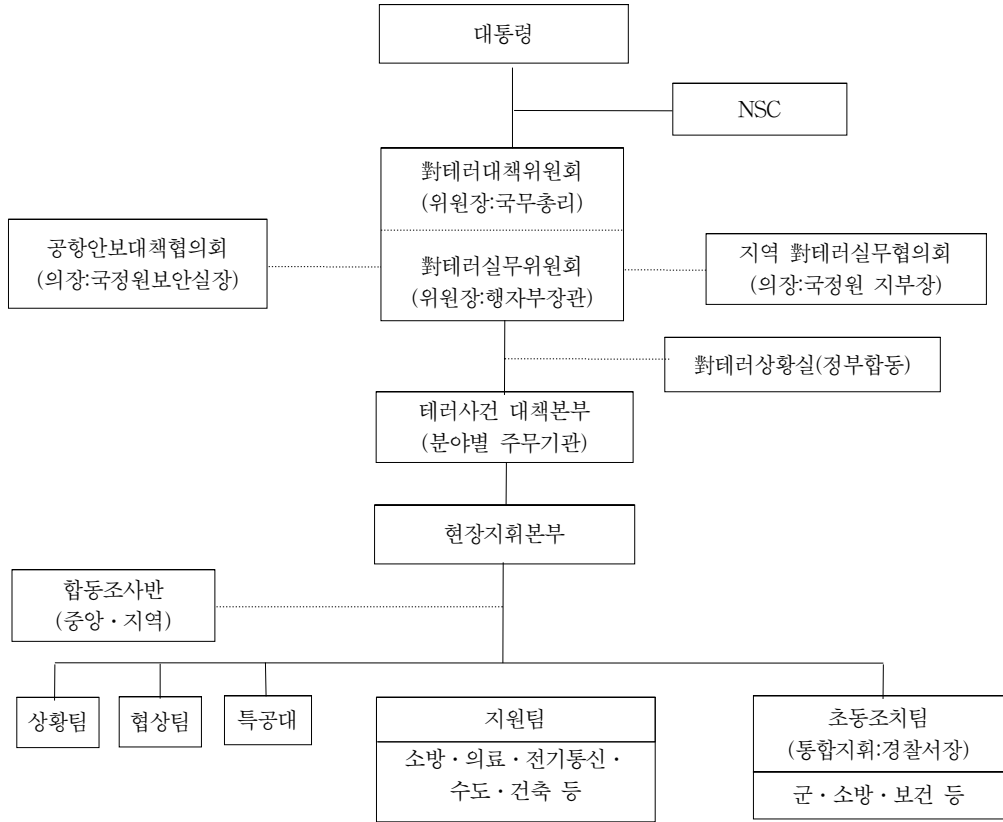 대통령
NSC
對테러대책위원회
(위원장:국무총리)
공항안보대책협의회
(의장:국정원보안실장)
對테러실무위원회
(위원장:행자부장관)
지역 對테러실무협의회
(의장:국정원 지부장)
對테러상황실(정부합동)
테러사건 대책본부
(분야별 주무기관)
현장지휘본부
합동조사반
(중앙・지역)
상황팀
협상팀
특공대
지원팀
소방・의료・전기통신・
수도・건축 등
초동조치팀
(통합지휘:경찰서장)
군・소방・보건 등